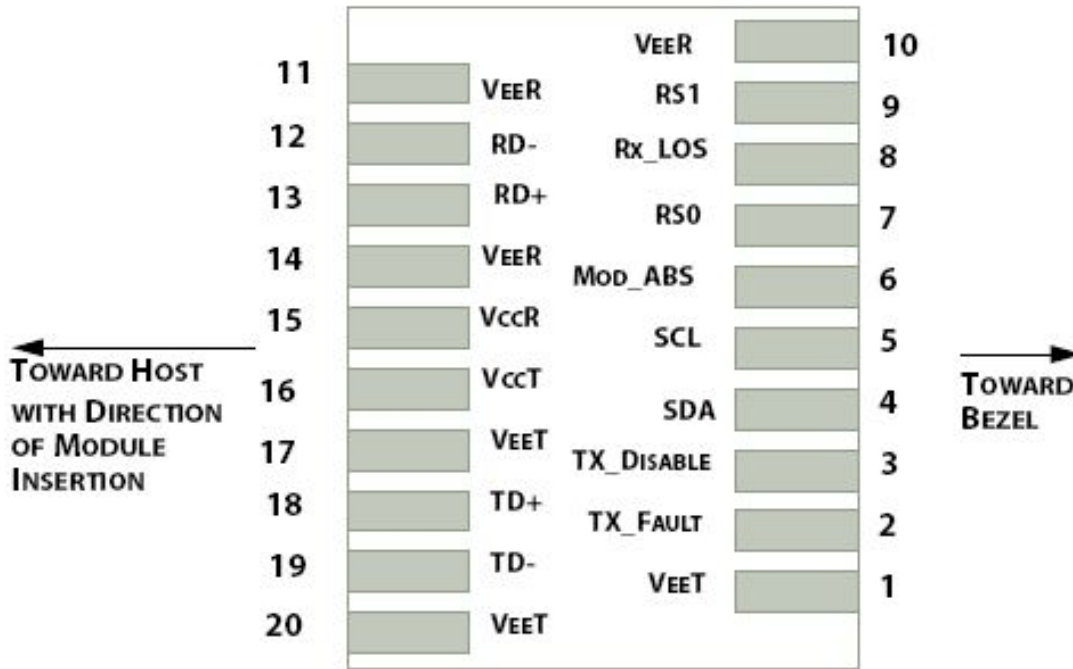 11 VEER
12 RD-
13 RD+
14 VEER
15 VCCR
16 VCCT
17 VEET
18 TD+
19 TD-
20 VEET
VEER 10
RS1 9
RX_LOS 8
RS0 7
MOD_ABS 6
SCL 5
SDA 4
TX_DISABLE 3
TX_FAULT 2
VEET 1
TOWARD HOST
WITH DIRECTION
OF MODULE
INSERTION
TOWARD
BEZEL